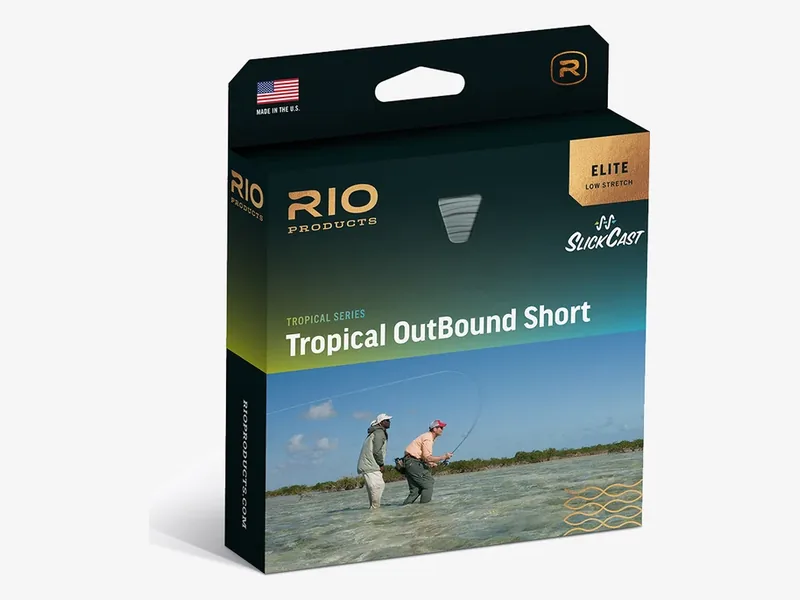 MADE IN THE U.S.
R
RIO
PRODUCTS
RIO
PRODUCTS
ELITE
LOW STRETCH
SLICKCAST
TROPICAL SERIES
Tropical OutBound Short
RIOPRODUCTS.COM